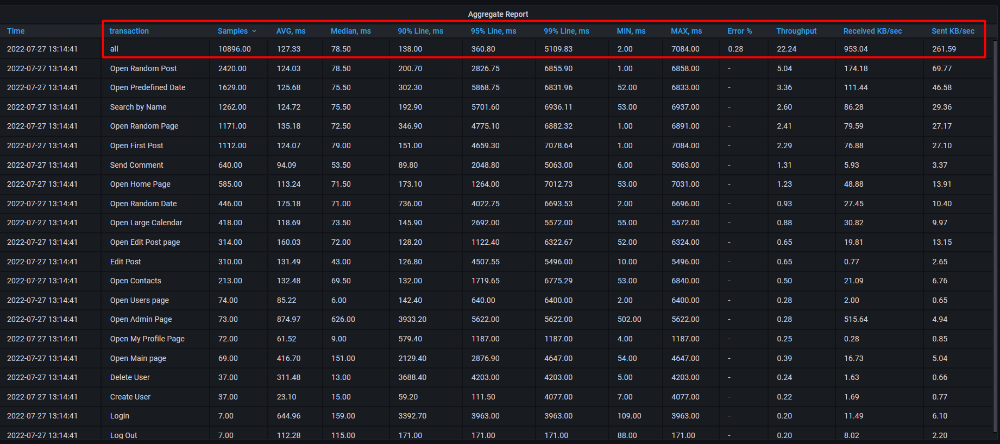 Aggregate Report
Time transaction Samples AVG, ms Median, ms 90% Line, ms 95% Line, ms 99% Line, ms MIN, ms MAX, ms Error % Throughput Received KB/sec Sent KB/sec
2022-07-27 13:14:41 all 10896.00 127.33 78.50 138.00 360.80 5109.83 2.00 7084.00 0.28 22.24 953.04 261.59
2022-07-27 13:14:41 Open Random Post 2420.00 124.03 78.50 200.70 2826.75 6855.90 1.00 6858.00 - 5.04 174.18 69.77
2022-07-27 13:14:41 Open Predefined Date 1629.00 125.68 75.50 302.30 5868.75 6831.96 52.00 6833.00 - 3.36 111.44 46.58
2022-07-27 13:14:41 Search by Name 1262.00 124.72 75.50 192.90 5701.60 6936.11 53.00 6937.00 - 2.60 86.28 29.36
2022-07-27 13:14:41 Open Random Page 1171.00 135.18 72.50 346.90 4775.10 6882.32 1.00 6891.00 - 2.41 79.59 27.17
2022-07-27 13:14:41 Open First Post 1112.00 124.07 79.00 151.00 4659.30 7078.64 1.00 7084.00 - 2.29 76.88 27.10
2022-07-27 13:14:41 Send Comment 640.00 94.09 53.50 89.80 2048.80 5063.00 6.00 5063.00 - 1.31 5.93 3.37
2022-07-27 13:14:41 Open Home Page 585.00 113.24 71.50 173.10 1264.00 7012.73 53.00 7031.00 - 1.23 48.88 13.91
2022-07-27 13:14:41 Open Random Date 446.00 175.18 71.00 736.00 4022.75 6693.53 2.00 6696.00 - 0.93 27.45 10.40
2022-07-27 13:14:41 Open Large Calendar 418.00 118.69 73.50 145.90 2692.00 5572.00 55.00 5572.00 - 0.88 30.82 9.97
2022-07-27 13:14:41 Open Edit Post page 314.00 160.03 72.00 128.20 1122.40 6322.67 52.00 6324.00 - 0.65 19.81 13.15
2022-07-27 13:14:41 Edit Post 310.00 131.49 43.00 126.80 4507.55 5496.00 10.00 5496.00 - 0.65 0.77 2.65
2022-07-27 13:14:41 Open Contacts 213.00 132.48 69.50 132.00 1719.65 6775.29 53.00 6840.00 - 0.50 21.09 6.76
2022-07-27 13:14:41 Open Users page 74.00 85.22 6.00 142.40 640.00 6400.00 2.00 6400.00 - 0.28 2.00 0.65
2022-07-27 13:14:41 Open Admin Page 73.00 874.97 626.00 3933.20 5622.00 5622.00 502.00 5622.00 - 0.28 515.64 4.94
2022-07-27 13:14:41 Open My Profile Page 72.00 61.52 9.00 579.40 1187.00 1187.00 4.00 1187.00 - 0.25 0.28 0.85
2022-07-27 13:14:41 Open Main page 69.00 416.70 151.00 2129.40 2876.90 4647.00 54.00 4647.00 - 0.39 16.73 5.04
2022-07-27 13:14:41 Delete User 37.00 311.48 13.00 3688.40 4203.00 4203.00 5.00 4203.00 - 0.24 1.63 0.66
2022-07-27 13:14:41 Create User 37.00 23.10 15.00 59.20 111.50 4077.00 7.00 4077.00 - 0.22 1.69 0.77
2022-07-27 13:14:41 Login 7.00 644.96 159.00 3392.70 3963.00 3963.00 109.00 3963.00 - 0.20 11.49 6.10
2022-07-27 13:14:41 Log Out 7.00 112.28 115.00 171.00 171.00 171.00 88.00 171.00 - 0.20 8.02 2.20